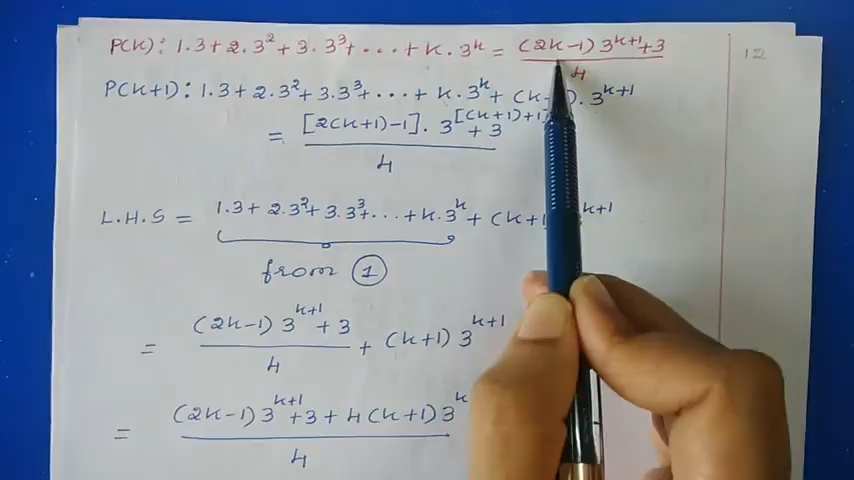 P(k): 1.3+2.3²+3.3³+...+k.3ᵏ = (2k-1)3ᵏ⁺¹+3 / 4
12
P(k+1): 1.3+2.3²+3.3³+...+k.3ᵏ+(k ).3ᵏ⁺¹
= [2(k+1)-1].3^[(k+1)+1]+3 / 4
L.H.S = 1.3+2.3²+3.3³+...+k.3ᵏ+(k+1 ᵏ⁺¹
from ①
= (2k-1)3ᵏ⁺¹+3 / 4 + (k+1)3ᵏ⁺¹
= (2k-1)3ᵏ⁺¹+3+4(k+1)3ᵏ / 4